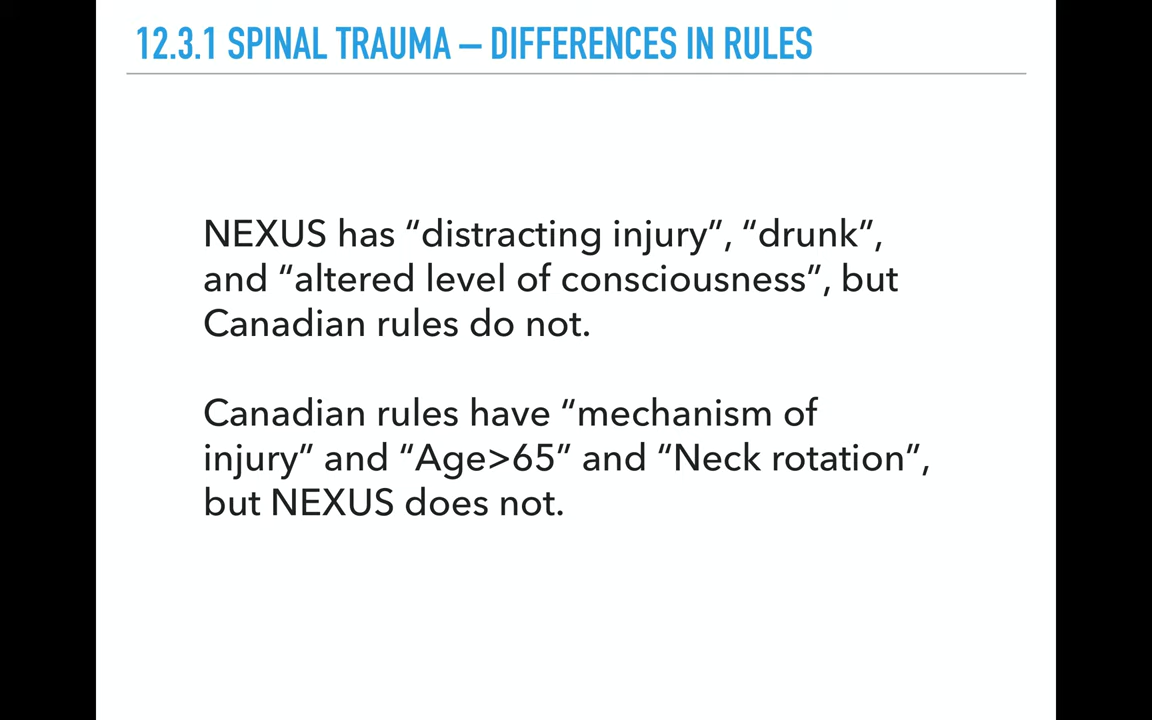 12.3.1 SPINAL TRAUMA – DIFFERENCES IN RULES
NEXUS has “distracting injury”, “drunk”,
and “altered level of consciousness”, but
Canadian rules do not.
Canadian rules have “mechanism of
injury” and “Age>65” and “Neck rotation”,
but NEXUS does not.